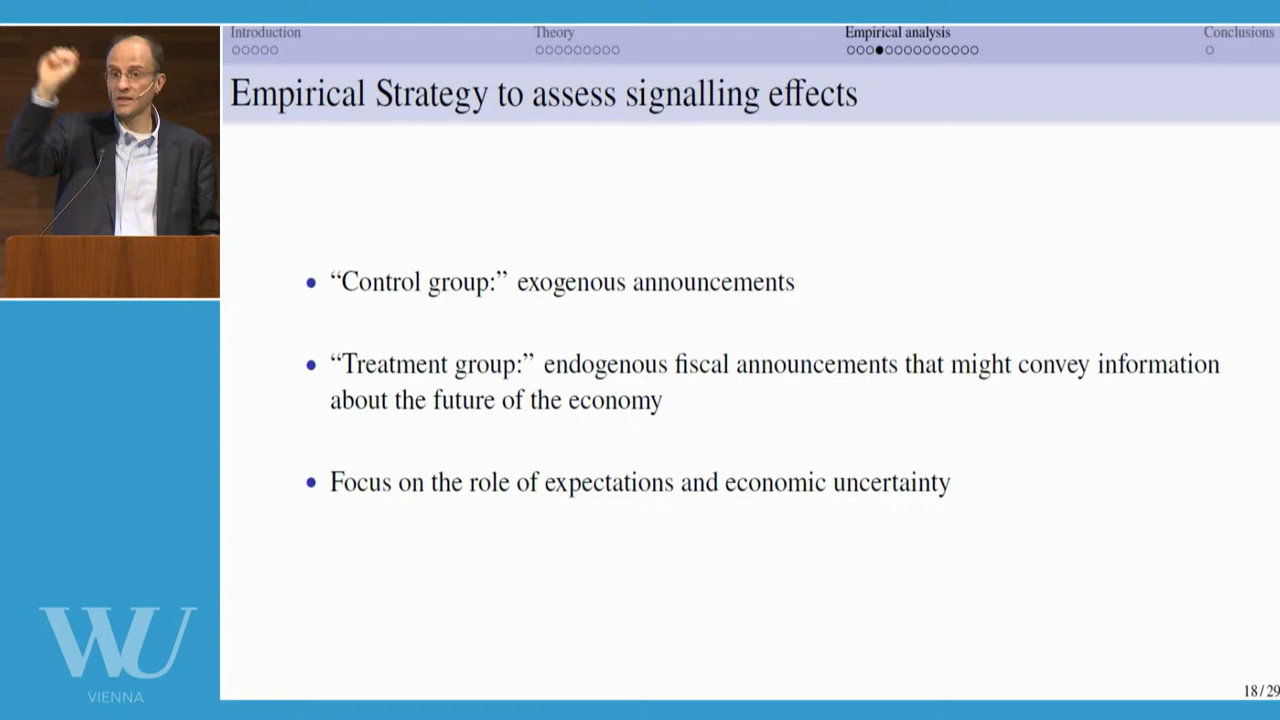 Introduction
Theory
Empirical analysis
Conclusions
Empirical Strategy to assess signalling effects
• “Control group:” exogenous announcements
• “Treatment group:” endogenous fiscal announcements that might convey information
about the future of the economy
• Focus on the role of expectations and economic uncertainty
WU
VIENNA
18/29